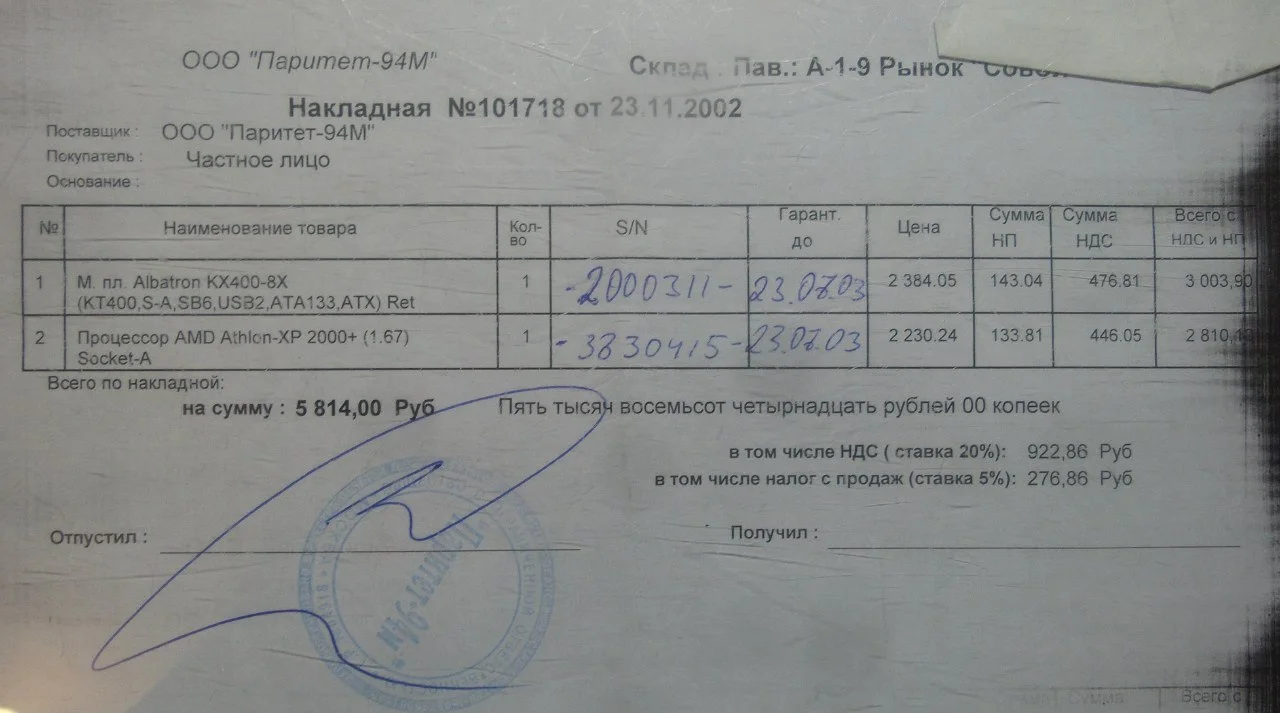 ООО "Паритет-94М"
Склад . Пав.: А-1-9 Рынок
Накладная №101718 от 23.11.2002
Поставщик : ООО "Паритет-94М"
Покупатель : Частное лицо
Основание :
№ Наименование товара Кол-во S/N Гарант. до Цена Сумма НП Сумма НДС Всего с НДС и НП
1 М. пл. Albatron KX400-8X 1 -2000311- 23.07.03 2 384.05 143.04 476.81 3 003,90
(KT400,S-A,SB6,USB2,ATA133,ATX) Ret
2 Процессор AMD Athlon-XP 2000+ (1.67) 1 -3830415- 23.07.03 2 230.24 133.81 446.05 2 810,
Socket-A
Всего по накладной:
на сумму : 5 814,00 Руб Пять тысяч восемьсот четырнадцать рублей 00 копеек
в том числе НДС ( ставка 20%): 922,86 Руб
в том числе налог с продаж (ставка 5%): 276,86 Руб
Отпустил : Получил :
"Паритет-94М"
Сумма Всего с